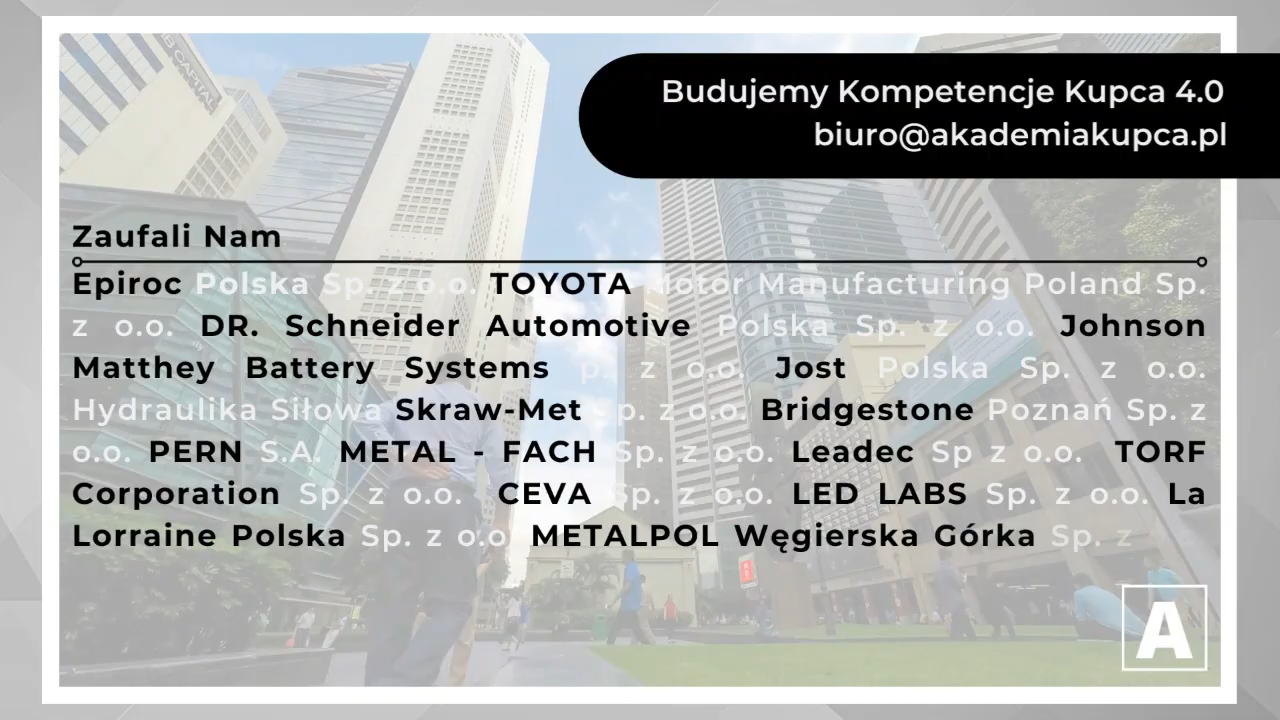 Budujemy Kompetencje Kupca 4.0
biuro@akademiakupca.pl
CAPITAL
Zaufali Nam
Epiroc Polska Sp. z o.o. TOYOTA Motor Manufacturing Poland Sp.
z o.o. DR. Schneider Automotive Polska Sp. z o.o. Johnson
Matthey Battery Systems p. z o.o. Jost Polska Sp. z o.o.
Hydraulika Siłowa Skraw-Met Sp. z o.o. Bridgestone Poznań Sp. z
o.o. PERN S.A. METAL - FACH Sp. z o.o. Leadec Sp z o.o. TORF
Corporation Sp. z o.o. CEVA Sp. z o.o. LED LABS Sp. z o.o. La
Lorraine Polska Sp. z o.o METALPOL Węgierska Górka Sp. z
A